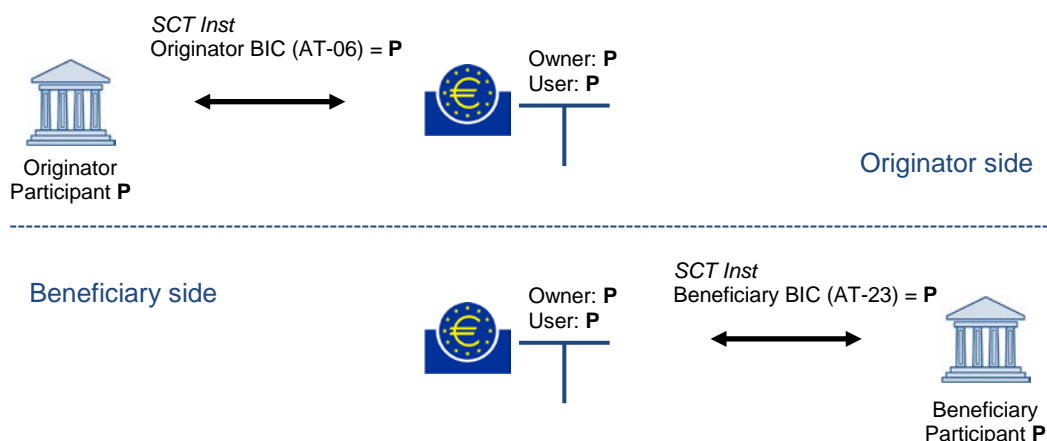 SCT Inst
Originator BIC (AT-06) = P
Owner: P
User: P
Originator
Participant P
Originator side
Beneficiary side
SCT Inst
Beneficiary BIC (AT-23) = P
Owner: P
User: P
Beneficiary
Participant P